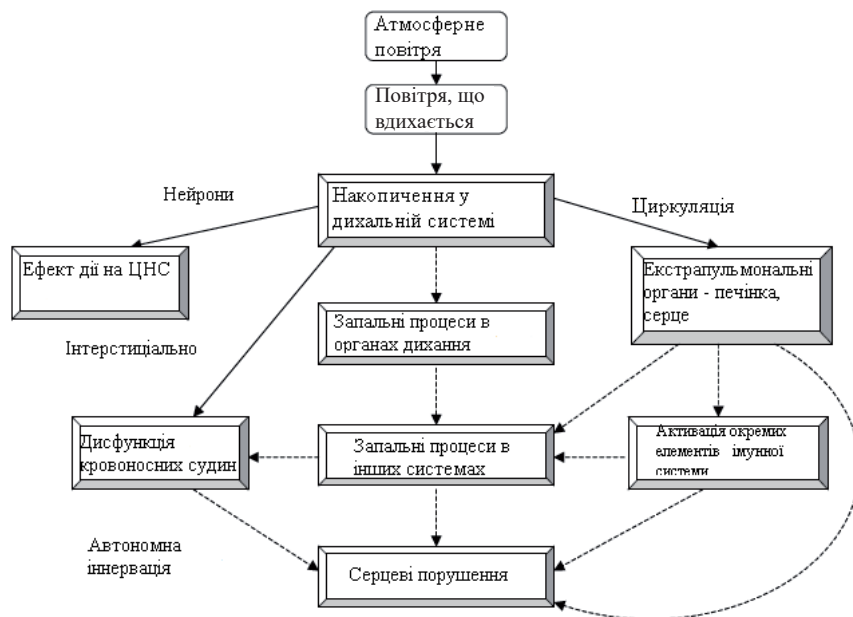 Атмосферне
повітря
Повітря, що
вдихається
Нейрони
Накопичення у
дихальній системі
Циркуляція
Ефект дії на ЦНС
Екстрапульмональні
органи - печінка,
серце
Запальні процеси в
органах дихання
Інтерстиціально
Дисфункція
кровоносних судин
Запальні процеси в
інших системах
Активація окремих
елементів імунної
системи
Автономна
іннервація
Серцеві порушення